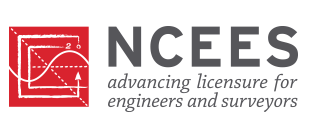 NCEES
advancing licensure for
engineers and surveyors